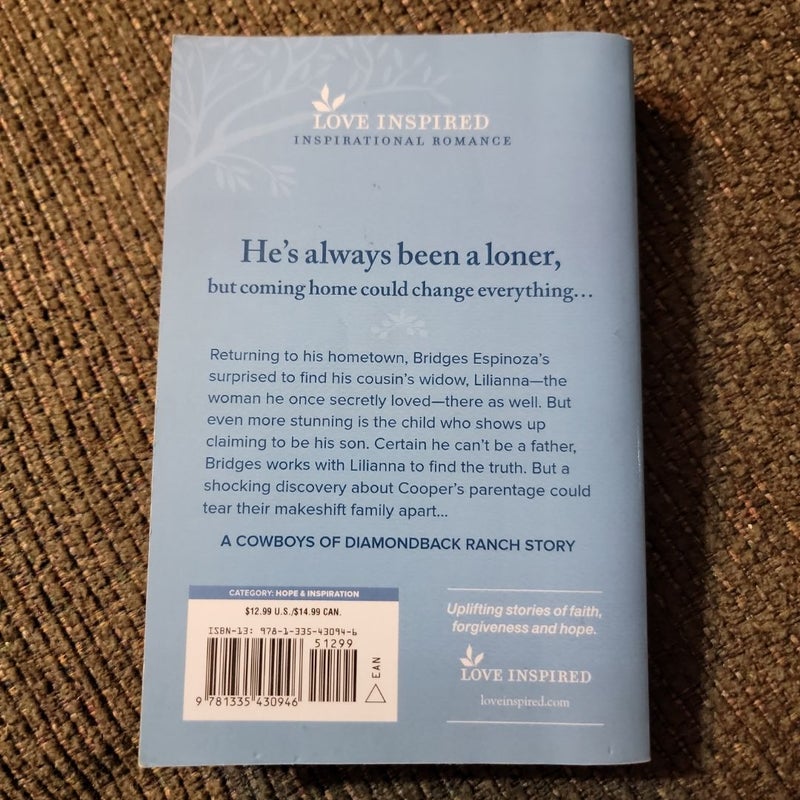 LOVE INSPIRED
INSPIRATIONAL ROMANCE
He's always been a loner,
but coming home could change everything...
Returning to his hometown, Bridges Espinoza's
surprised to find his cousin's widow, Lilianna—the
woman he once secretly loved—there as well. But
even more stunning is the child who shows up
claiming to be his son. Certain he can't be a father,
Bridges works with Lilianna to find the truth. But a
shocking discovery about Cooper's parentage could
tear their makeshift family apart...
A COWBOYS OF DIAMONDBACK RANCH STORY
CATEGORY: HOPE & INSPIRATION
$12.99 U.S./$14.99 CAN.
ISBN-13: 978-1-335-43094-6
51299
EAN
9 781335 430946
Uplifting stories of faith,
forgiveness and hope.
LOVE INSPIRED
loveinspired.com